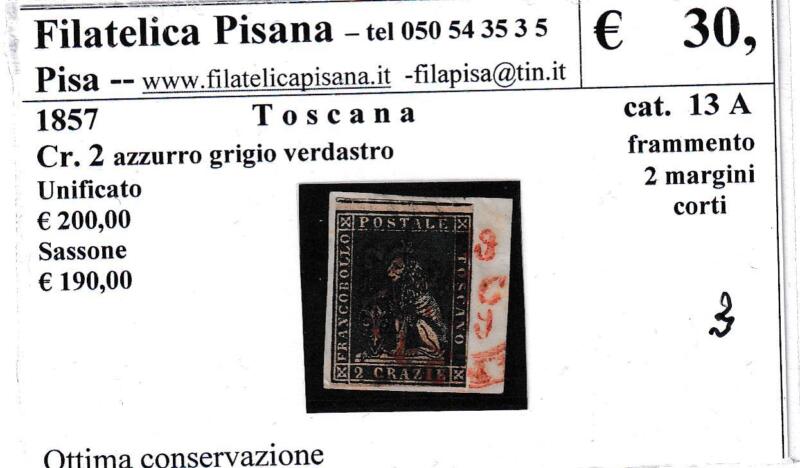 Filatelica Pisana – tel 050 54 35 3 5
€ 30,
Pisa -- www.filatelicapisana.it -filapisa@tin.it
1857 Toscana cat. 13 A
Cr. 2 azzurro grigio verdastro
frammento
Unificato
2 margini
€ 200,00
corti
Sassone
€ 190,00
POSTALE
FRANCOBOLLO
TOSCANO
2 CRAZIE
3
Ottima conservazione